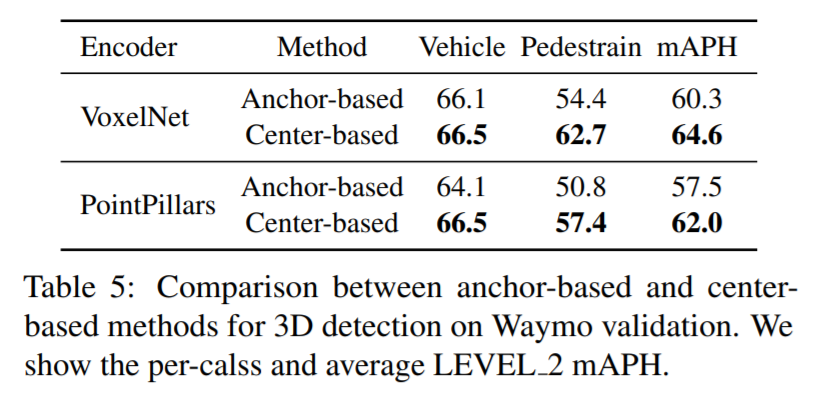 Encoder Method Vehicle Pedestrain mAPH
VoxelNet Anchor-based 66.1 54.4 60.3
Center-based 66.5 62.7 64.6
PointPillars Anchor-based 64.1 50.8 57.5
Center-based 66.5 57.4 62.0
Table 5: Comparison between anchor-based and center-
based methods for 3D detection on Waymo validation. We
show the per-calss and average LEVEL_2 mAPH.